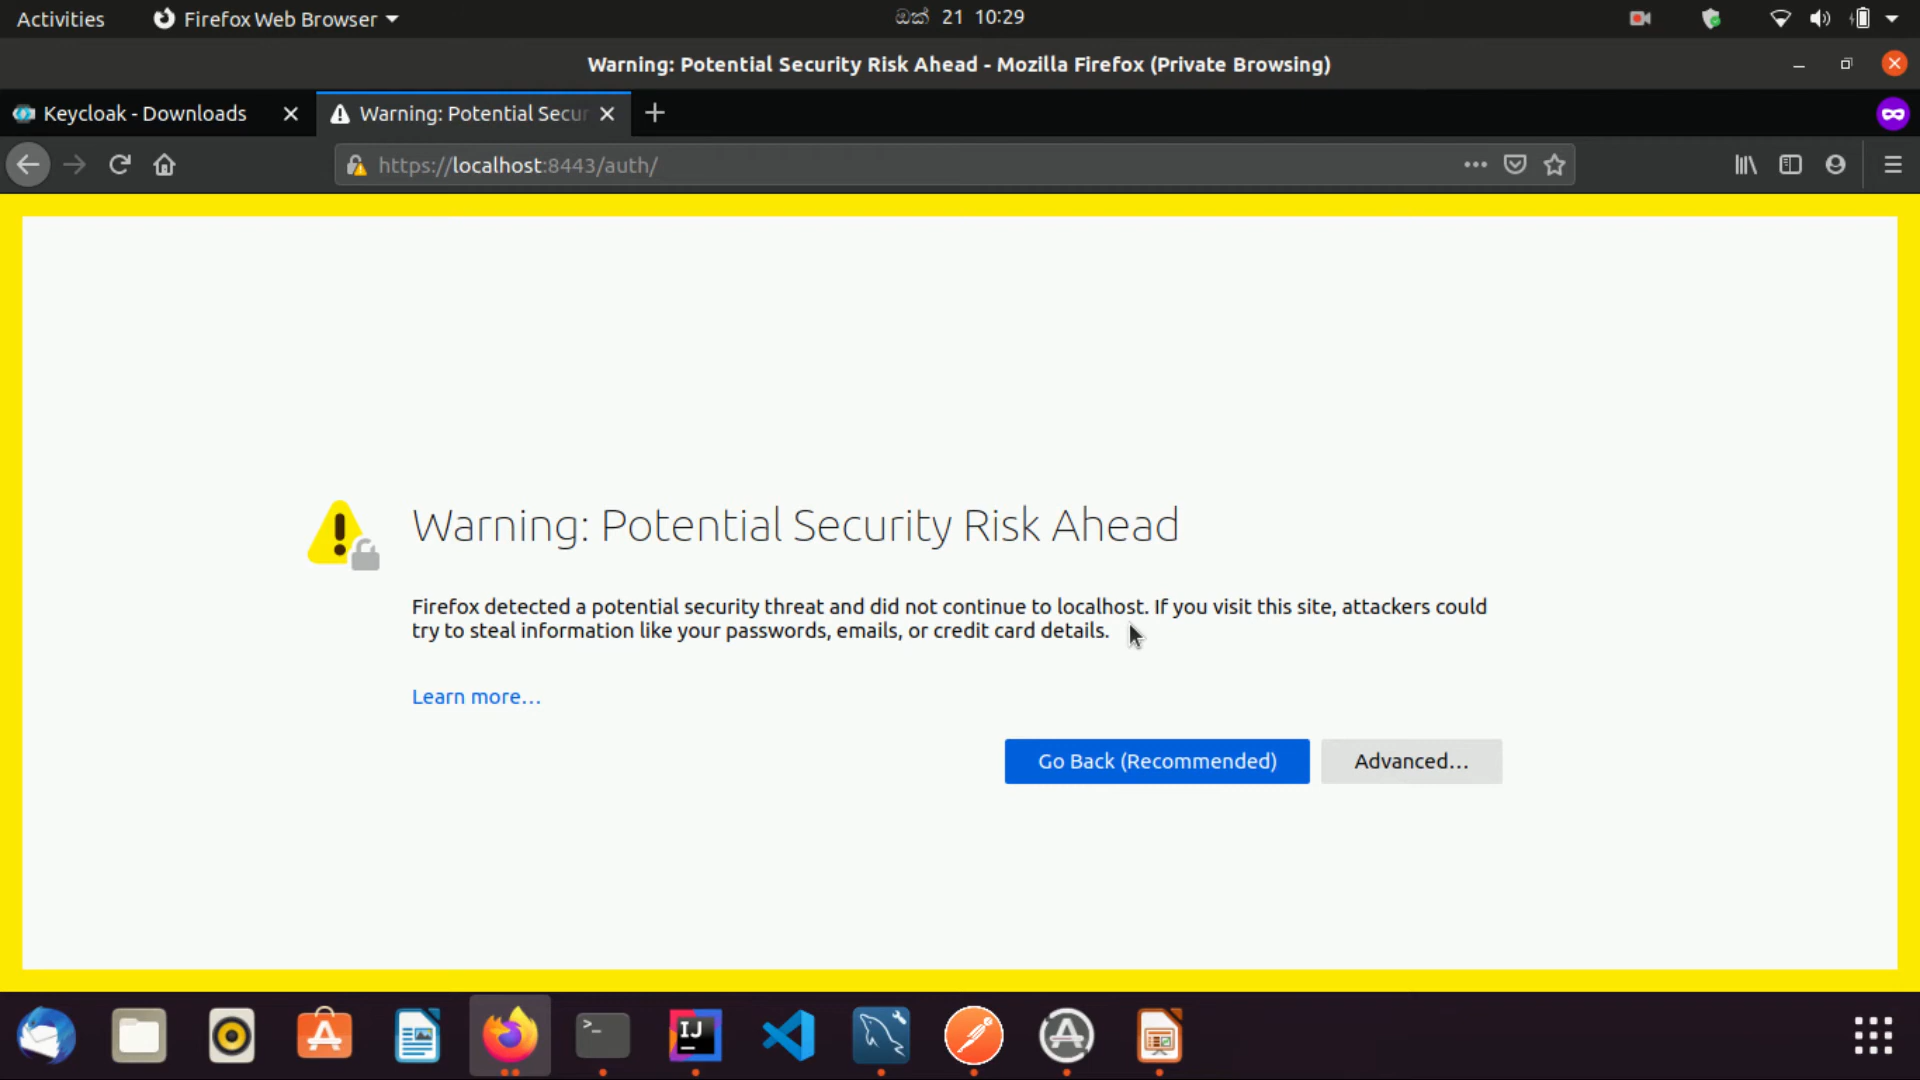 Activities
Firefox Web Browser
ඔක් 21 10:29
Warning: Potential Security Risk Ahead - Mozilla Firefox (Private Browsing)
Keycloak - Downloads
Warning: Potential Secur
https://localhost:8443/auth/
Warning: Potential Security Risk Ahead
Firefox detected a potential security threat and did not continue to localhost. If you visit this site, attackers could
try to steal information like your passwords, emails, or credit card details.
Learn more…
Go Back (Recommended)
Advanced…
>_
IJ